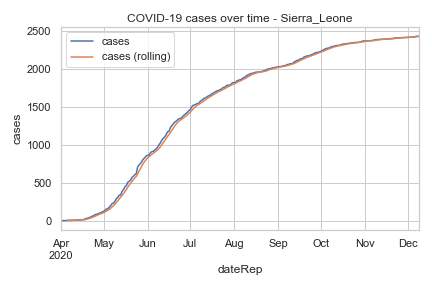 COVID-19 cases over time - Sierra_Leone
cases
cases (rolling)
cases
2500
2000
1500
1000
500
0
Apr May Jun Jul Aug Sep Oct Nov Dec
2020
dateRep